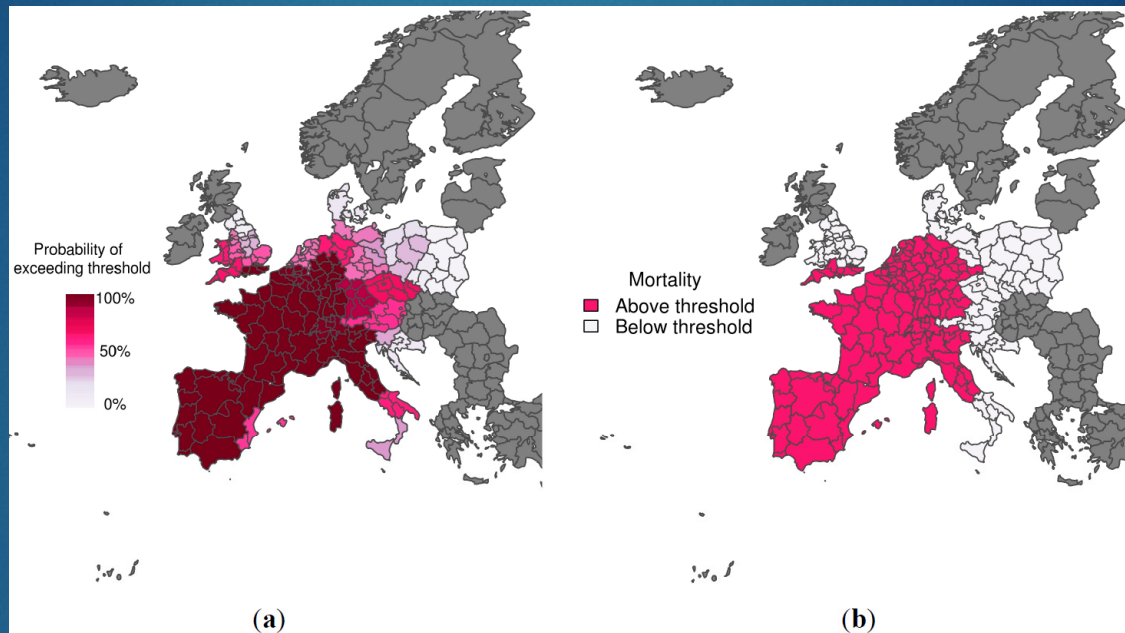 Probability of
exceeding threshold
100%
50%
0%
(a)
Mortality
Above threshold
Below threshold
(b)